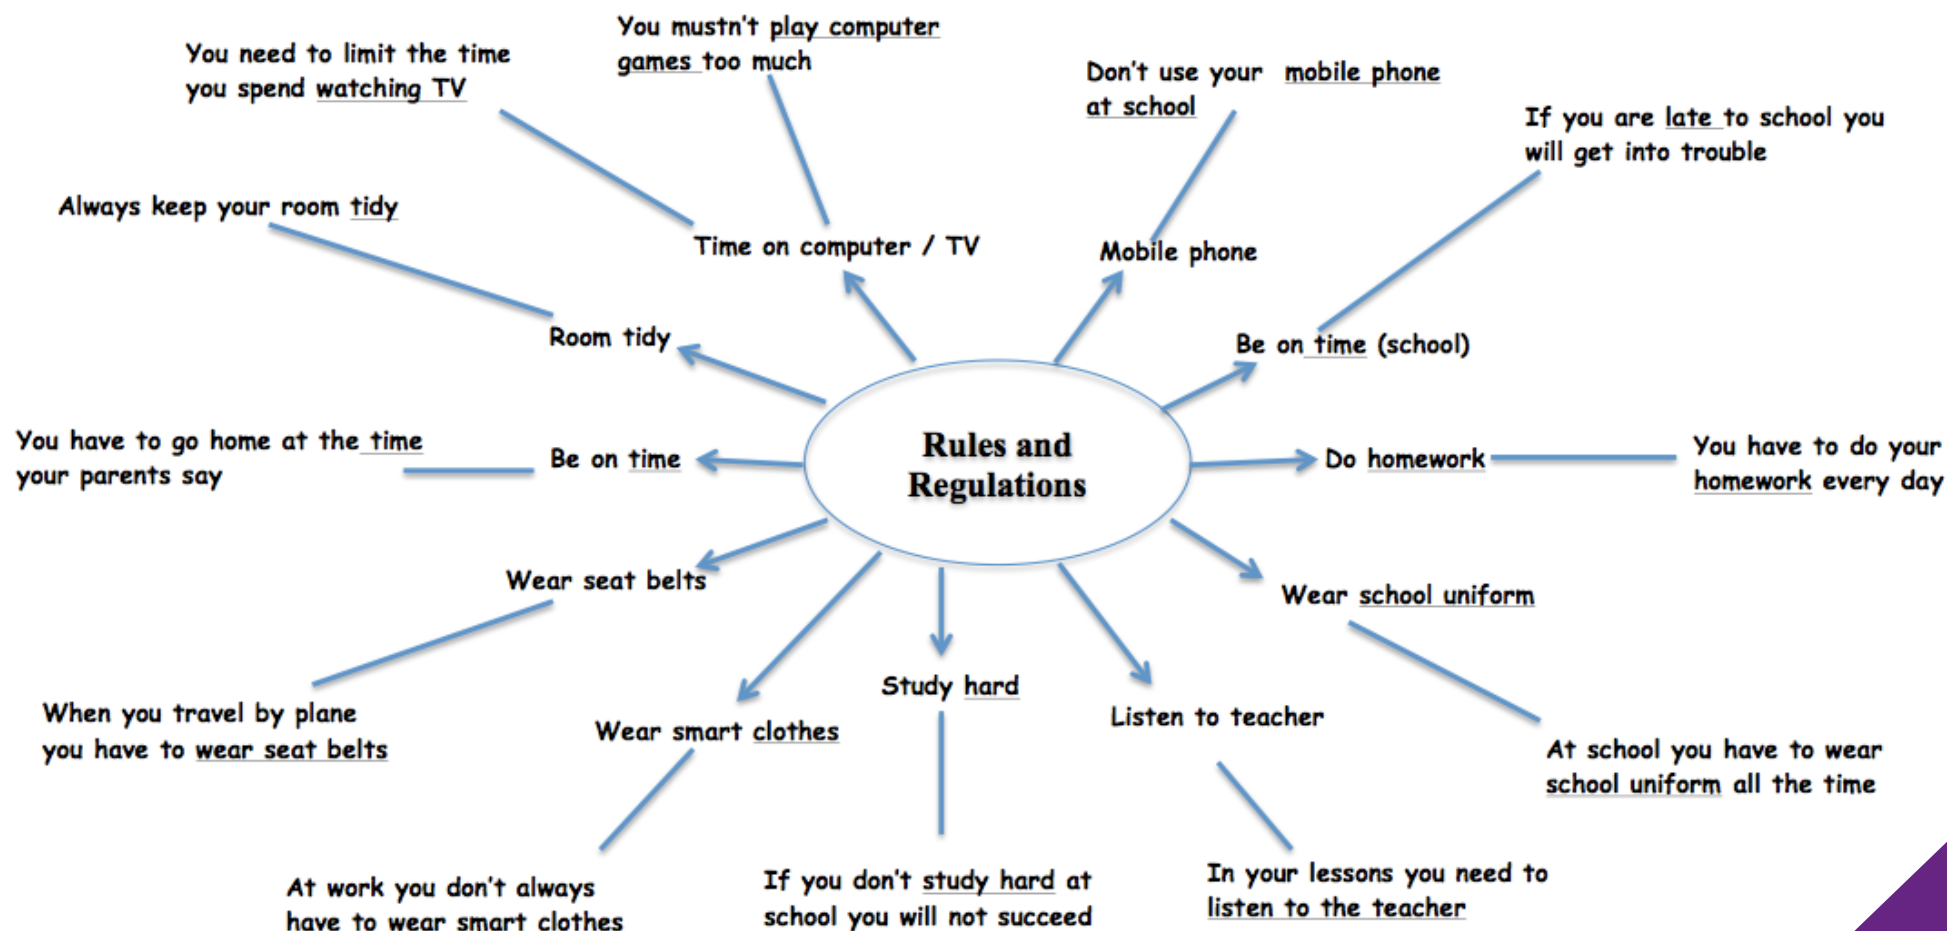 You mustn't play computer
games too much
You need to limit the time
you spend watching TV
Don't use your mobile phone
at school
If you are late to school you
will get into trouble
Always keep your room tidy
Time on computer / TV
Mobile phone
Room tidy
Be on time (school)
You have to go home at the time
your parents say
Be on time
Rules and
Regulations
Do homework
You have to do your
homework every day
Wear seat belts
Wear school uniform
When you travel by plane
you have to wear seat belts
Wear smart clothes
Study hard
Listen to teacher
At school you have to wear
school uniform all the time
At work you don't always
have to wear smart clothes
If you don't study hard at
school you will not succeed
In your lessons you need to
listen to the teacher